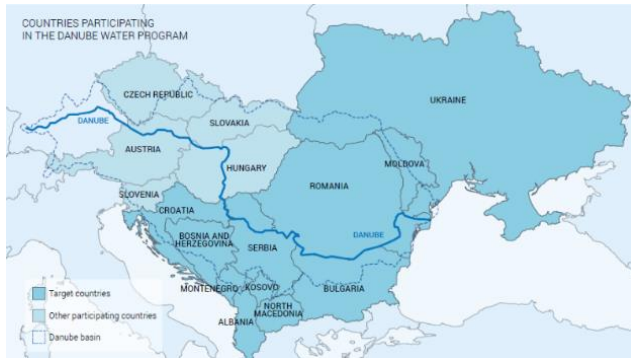 COUNTRIES PARTICIPATING
IN THE DANUBE WATER PROGRAM
CZECH REPUBLIC
UKRAINE
DANUBE
SLOVAKIA
AUSTRIA
MOLDOVA
HUNGARY
ROMANIA
SLOVENIA
CROATIA
BOSNIA AND
HERZEGOVINA
DANUBE
SERBIA
MONTENEGRO
KOSOVO
BULGARIA
Target countries
Other participating countries
Danube basin
NORTH
MACEDONIA
ALBANIA